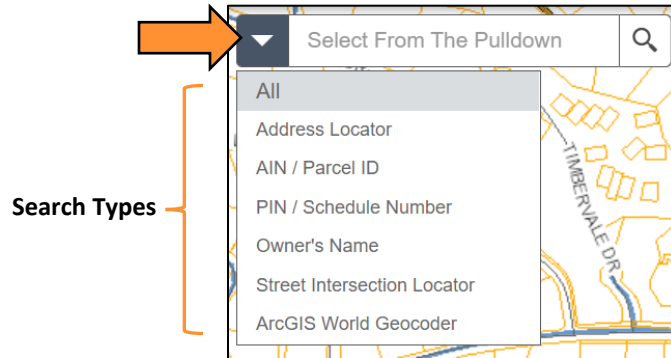 Select From The Pulldown
All
Address Locator
AIN / Parcel ID
PIN / Schedule Number
Owner's Name
Street Intersection Locator
ArcGIS World Geocoder
Search Types
TIMBERVALE DR